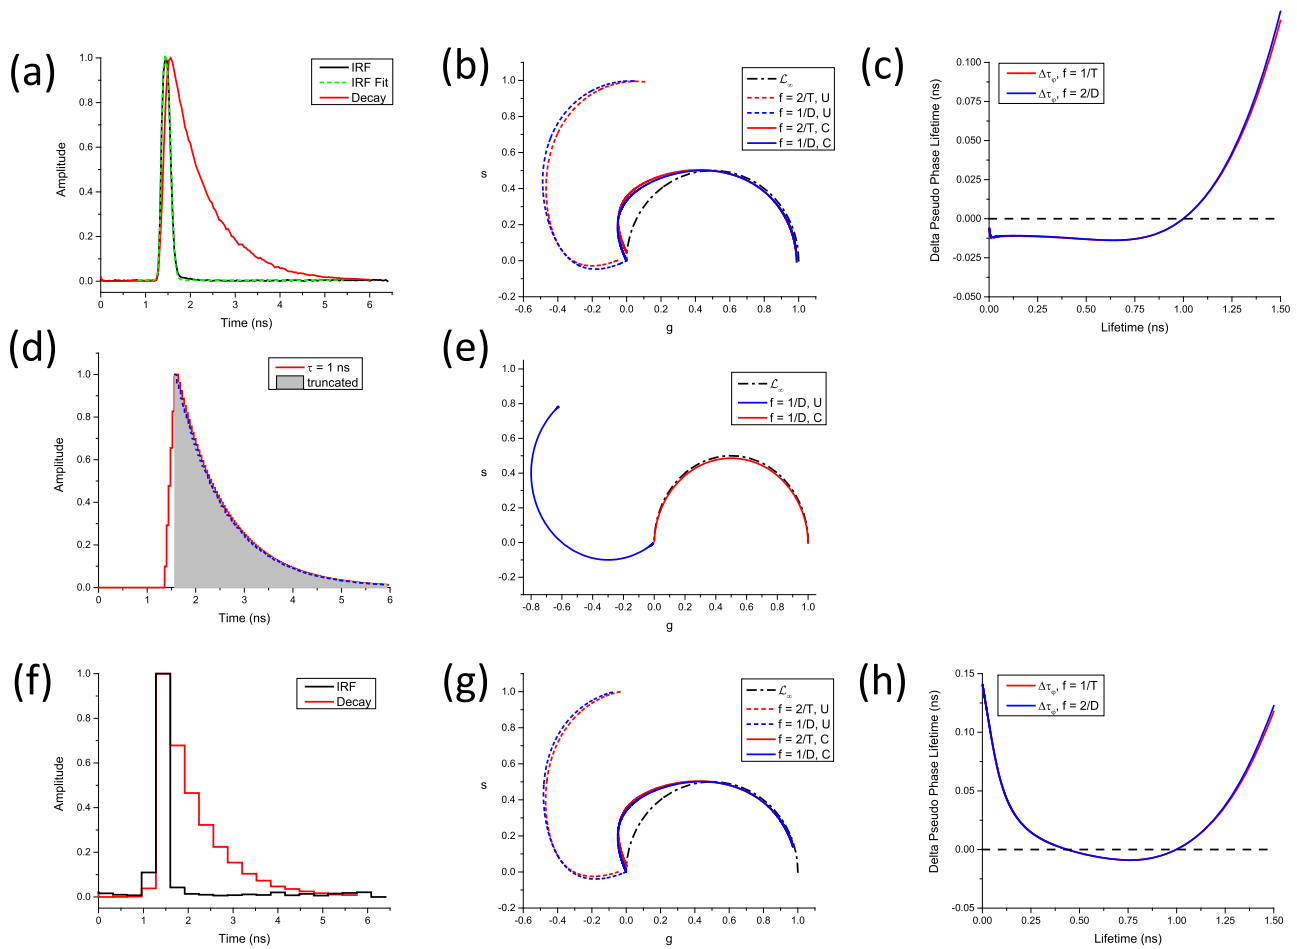 (a)
1.0
0.8
0.6
0.4
0.2
0.0
Amplitude
0 1 2 3 4 5 6
Time (ns)
IRF
IRF Fit
Decay
(b)
1.0
0.8
0.6
0.4
0.2
0.0
-0.2
s
-0.6 -0.4 -0.2 0.0 0.2 0.4 0.6 0.8 1.0
g
ℒ∞
f = 2/T, U
f = 1/D, U
f = 2/T, C
f = 1/D, C
(c)
0.100
0.075
0.050
0.025
0.000
-0.025
-0.050
Delta Pseudo Phase Lifetime (ns)
0.00 0.25 0.50 0.75 1.00 1.25 1.50
Lifetime (ns)
Δτφ, f = 1/T
Δτφ, f = 2/D
(d)
1.0
0.8
0.6
0.4
0.2
0.0
Amplitude
0 1 2 3 4 5 6
Time (ns)
τ = 1 ns
truncated
(e)
1.0
0.8
0.6
0.4
0.2
0.0
-0.2
s
-0.8 -0.6 -0.4 -0.2 0.0 0.2 0.4 0.6 0.8 1.0
g
ℒ∞
f = 1/D, U
f = 1/D, C
(f)
1.0
0.8
0.6
0.4
0.2
0.0
Amplitude
0 1 2 3 4 5 6
Time (ns)
IRF
Decay
(g)
1.0
0.8
0.6
0.4
0.2
0.0
-0.2
s
-0.6 -0.4 -0.2 0.0 0.2 0.4 0.6 0.8 1.0
g
ℒ∞
f = 2/T, U
f = 1/D, U
f = 2/T, C
f = 1/D, C
(h)
0.15
0.10
0.05
0.00
-0.05
Delta Pseudo Phase Lifetime (ns)
0.00 0.25 0.50 0.75 1.00 1.25 1.50
Lifetime (ns)
Δτφ, f = 1/T
Δτφ, f = 2/D